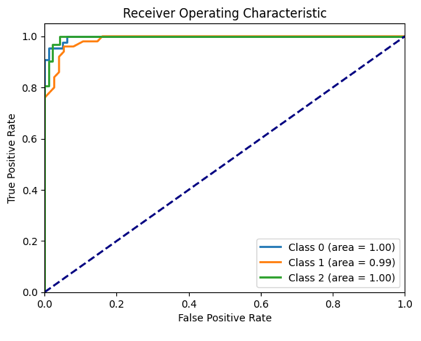 Receiver Operating Characteristic
True Positive Rate
1.0
0.8
0.6
0.4
0.2
0.0
Class 0 (area = 1.00)
Class 1 (area = 0.99)
Class 2 (area = 1.00)
0.0 0.2 0.4 0.6 0.8 1.0
False Positive Rate